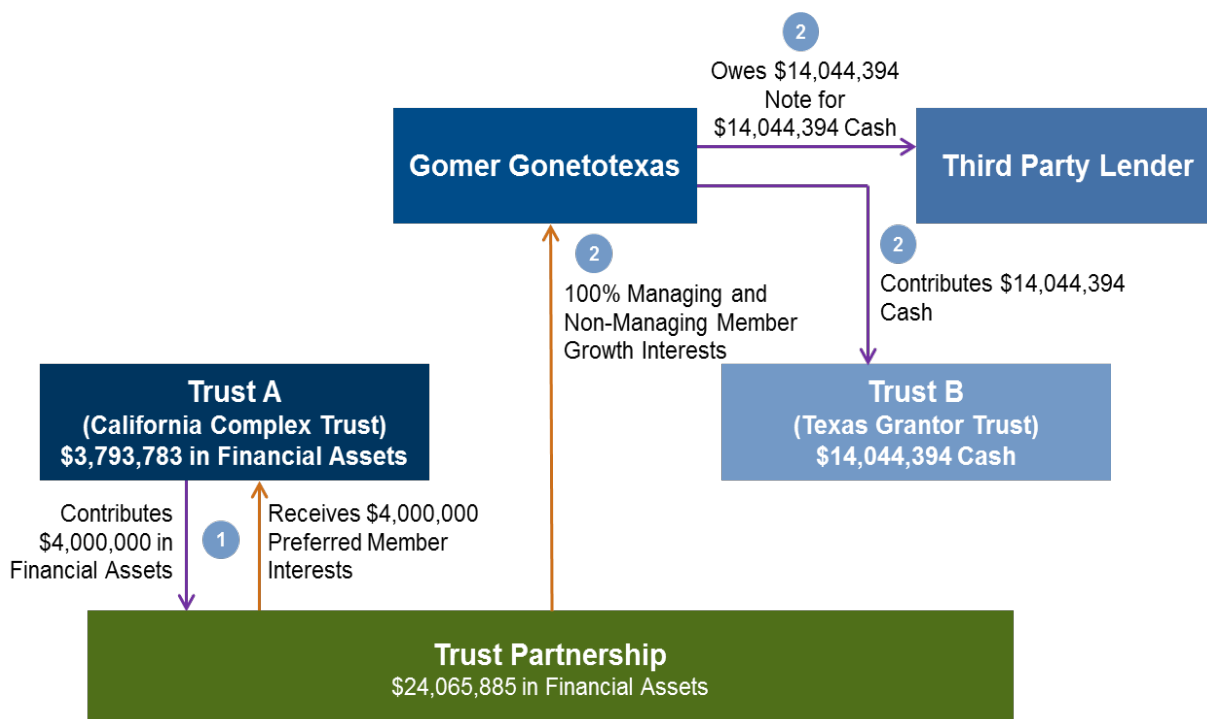 2
Owes $14,044,394
Note for
$14,044,394 Cash
Gomer Gonetotexas
Third Party Lender
2
100% Managing and
Non-Managing Member
Growth Interests
2
Contributes $14,044,394
Cash
Trust A
(California Complex Trust)
$3,793,783 in Financial Assets
Trust B
(Texas Grantor Trust)
$14,044,394 Cash
Contributes
$4,000,000 in
Financial Assets
1
Receives $4,000,000
Preferred Member
Interests
Trust Partnership
$24,065,885 in Financial Assets